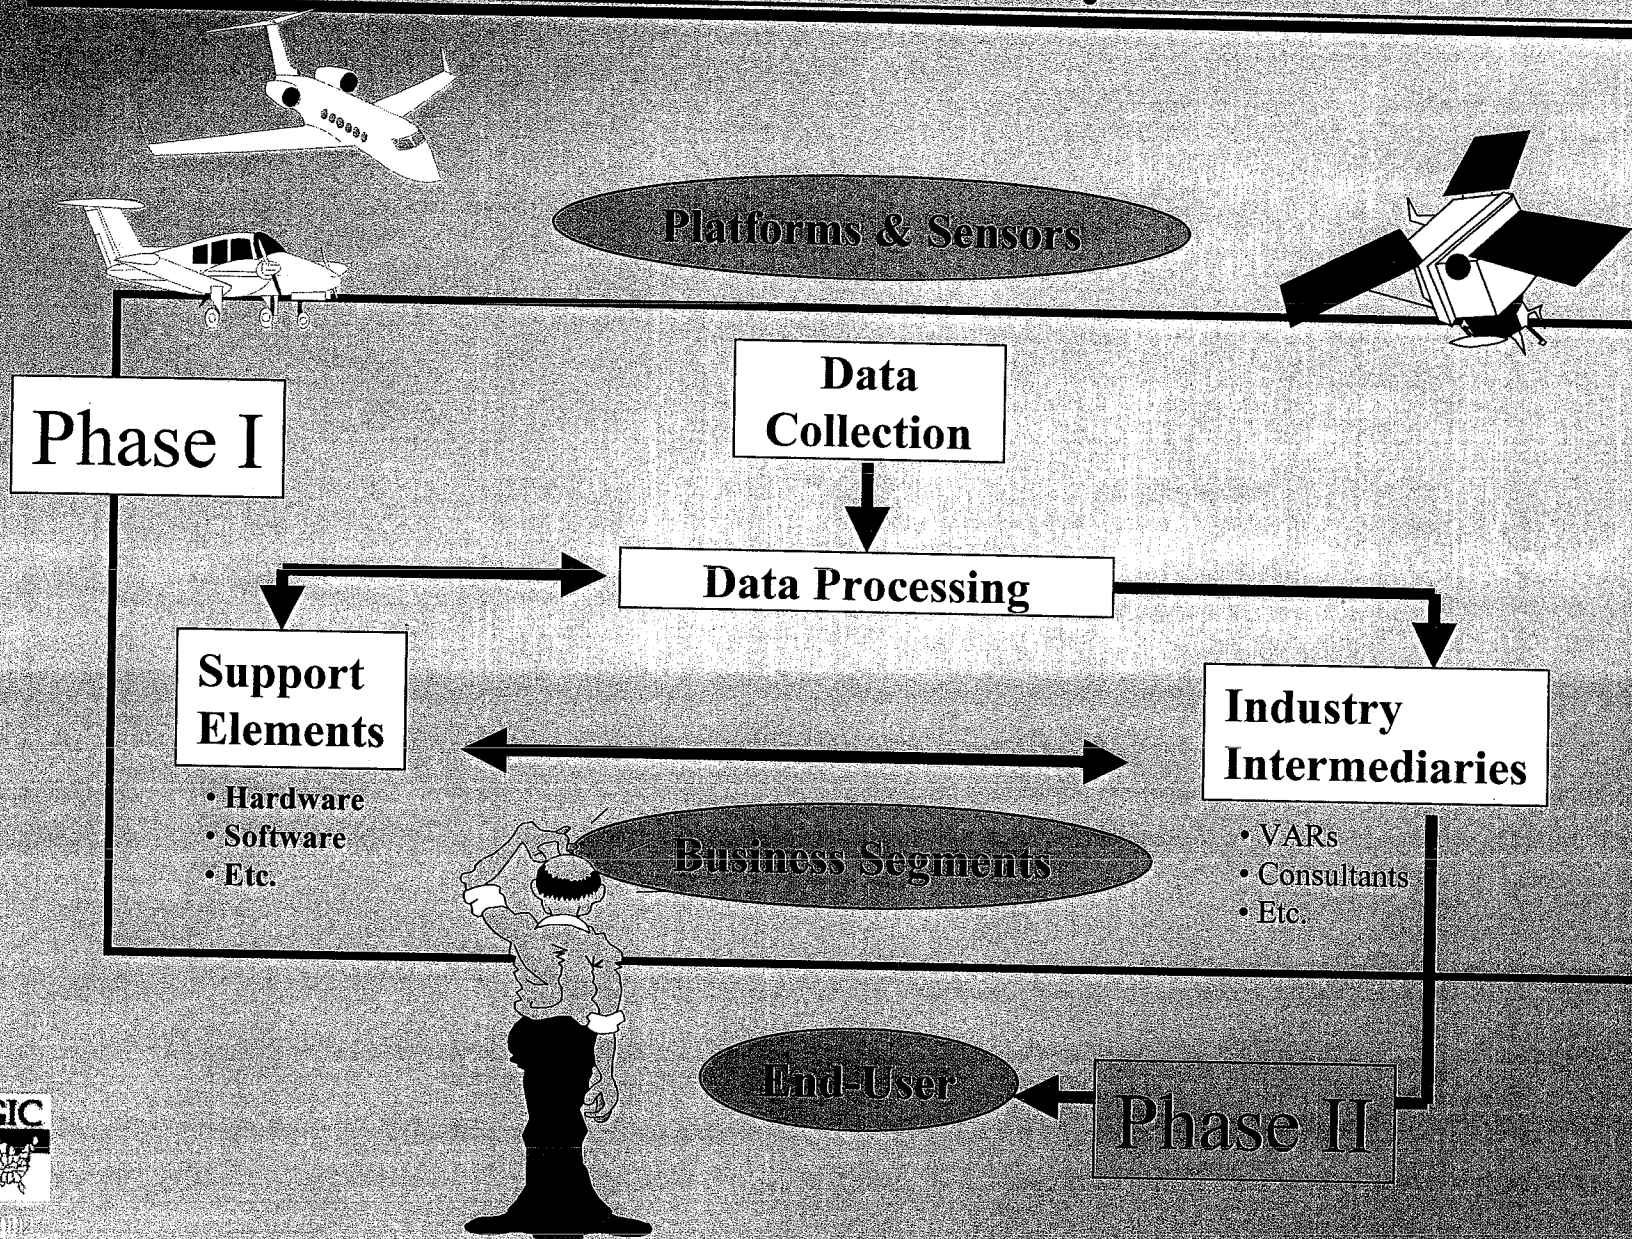 Platforms & Sensors
Data
Collection
Phase I
Data Processing
Support
Elements
• Hardware
• Software
• Etc.
Industry
Intermediaries
• VARs
• Consultants
• Etc.
Business Segments
End-User
Phase II
GIC